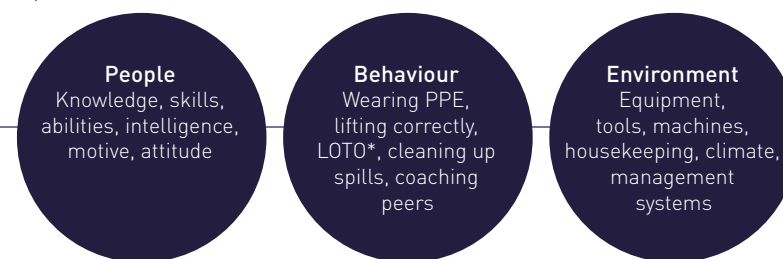 People
Knowledge, skills,
abilities, intelligence,
motive, attitude
Behaviour
Wearing PPE,
lifting correctly,
LOTO*, cleaning up
spills, coaching
peers
Environment
Equipment,
tools, machines,
housekeeping, climate,
management
systems